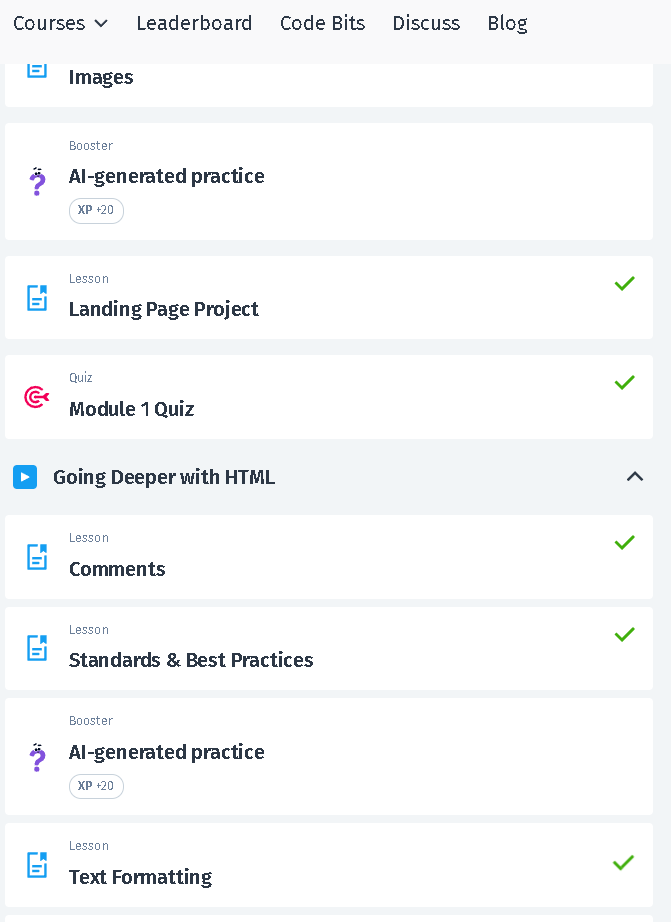 Courses Leaderboard Code Bits Discuss Blog
Images
Booster
AI-generated practice
XP +20
Lesson
Landing Page Project
Quiz
Module 1 Quiz
Going Deeper with HTML
Lesson
Comments
Lesson
Standards & Best Practices
Booster
AI-generated practice
XP +20
Lesson
Text Formatting